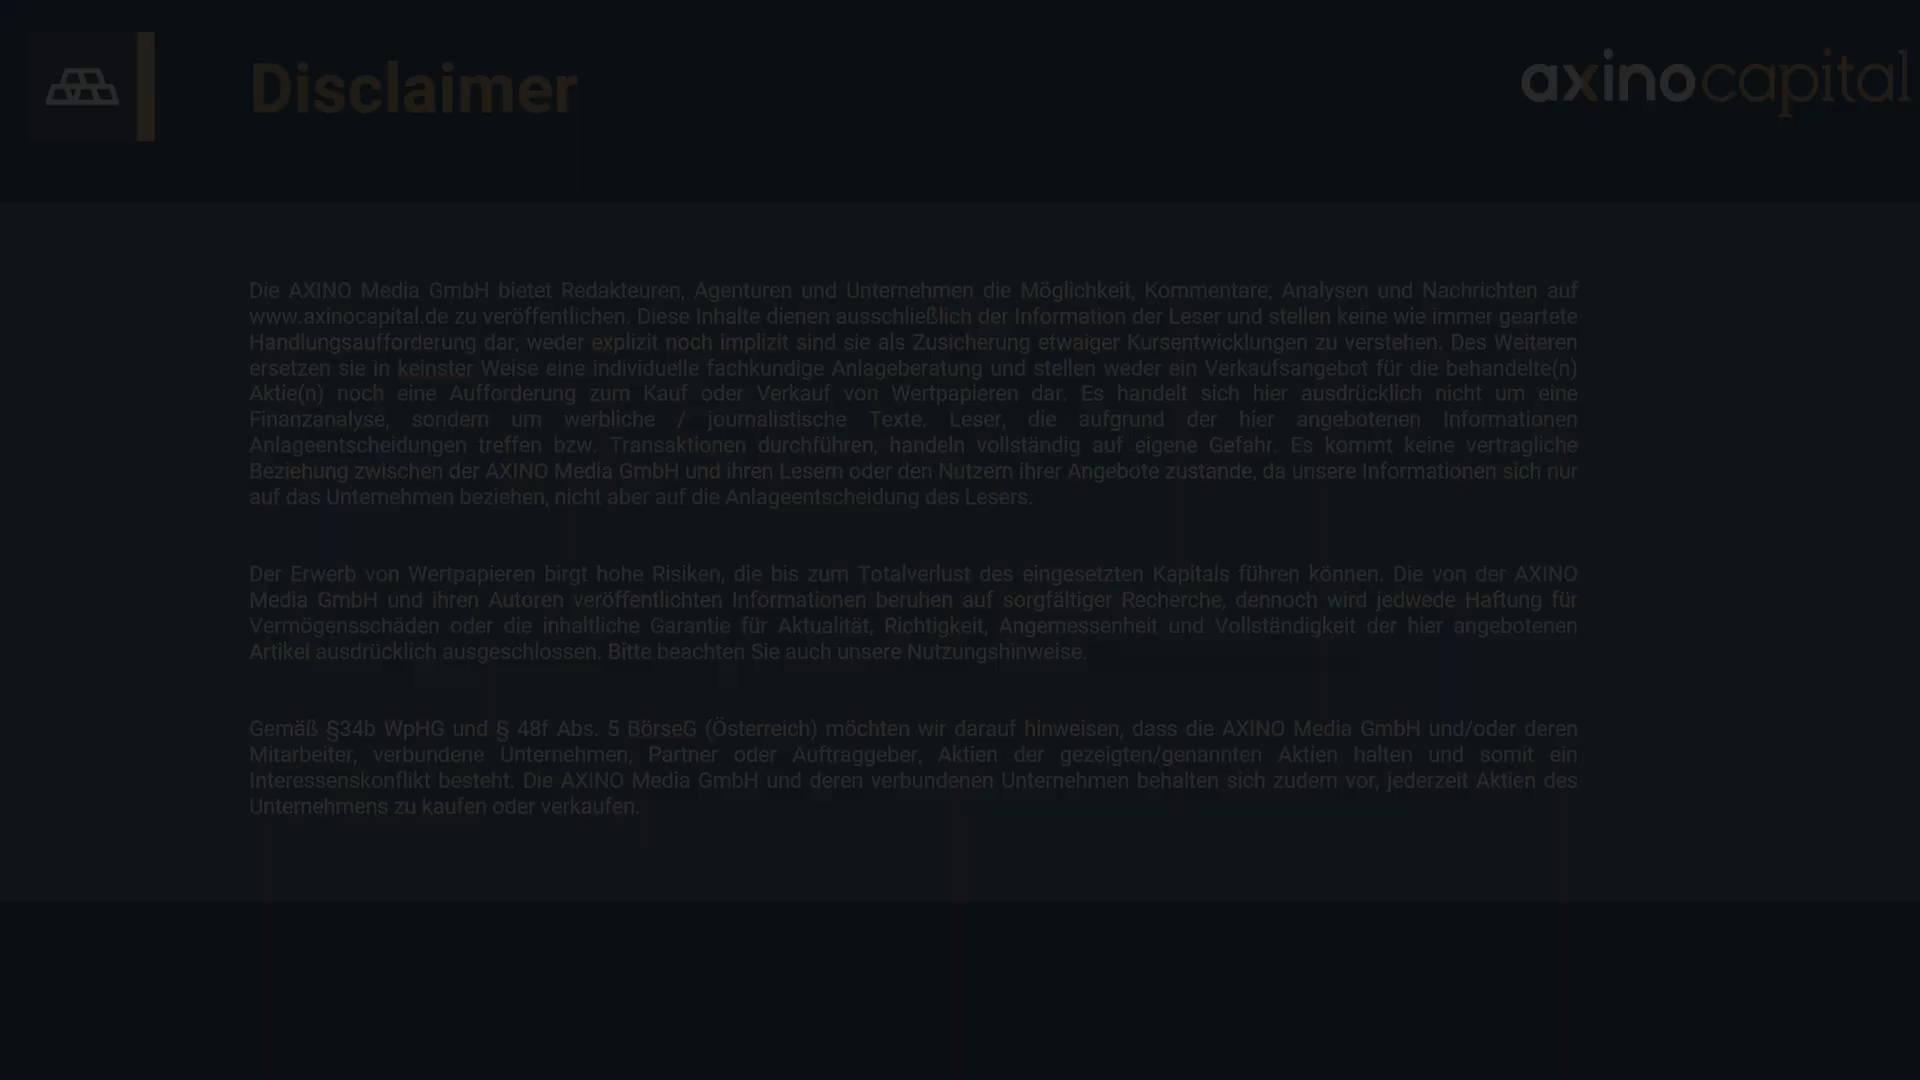 Disclaimer
axinocapital
Die AXINO Media GmbH bietet Redakteuren, Agenturen und Unternehmen die Möglichkeit, Kommentare, Analysen und Nachrichten auf
www.axinocapital.de zu veröffentlichen. Diese Inhalte dienen ausschließlich der Information der Leser und stellen keine wie immer geartete
Handlungsaufforderung dar, weder explizit noch implizit sind sie als Zusicherung etwaiger Kursentwicklungen zu verstehen. Des Weiteren
ersetzen sie in keinster Weise eine individuelle fachkundige Anlageberatung und stellen weder ein Verkaufsangebot für die behandelte(n)
Aktie(n) noch eine Aufforderung zum Kauf oder Verkauf von Wertpapieren dar. Es handelt sich hier ausdrücklich nicht um eine
Finanzanalyse, sondern um werbliche / journalistische Texte. Leser, die aufgrund der hier angebotenen Informationen
Anlageentscheidungen treffen bzw. Transaktionen durchführen, handeln vollständig auf eigene Gefahr. Es kommt keine vertragliche
Beziehung zwischen der AXINO Media GmbH und ihren Lesern oder den Nutzern ihrer Angebote zustande, da unsere Informationen sich nur
auf das Unternehmen beziehen, nicht aber auf die Anlageentscheidung des Lesers.
Der Erwerb von Wertpapieren birgt hohe Risiken, die bis zum Totalverlust des eingesetzten Kapitals führen können. Die von der AXINO
Media GmbH und ihren Autoren veröffentlichten Informationen beruhen auf sorgfältiger Recherche, dennoch wird jedwede Haftung für
Vermögensschäden oder die inhaltliche Garantie für Aktualität, Richtigkeit, Angemessenheit und Vollständigkeit der hier angebotenen
Artikel ausdrücklich ausgeschlossen. Bitte beachten Sie auch unsere Nutzungshinweise.
Gemäß §34b WpHG und § 48f Abs. 5 BörseG (Österreich) möchten wir darauf hinweisen, dass die AXINO Media GmbH und/oder deren
Mitarbeiter, verbundene Unternehmen, Partner oder Auftraggeber, Aktien der gezeigten/genannten Aktien halten und somit ein
Interessenskonflikt besteht. Die AXINO Media GmbH und deren verbundenen Unternehmen behalten sich zudem vor, jederzeit Aktien des
Unternehmens zu kaufen oder verkaufen.